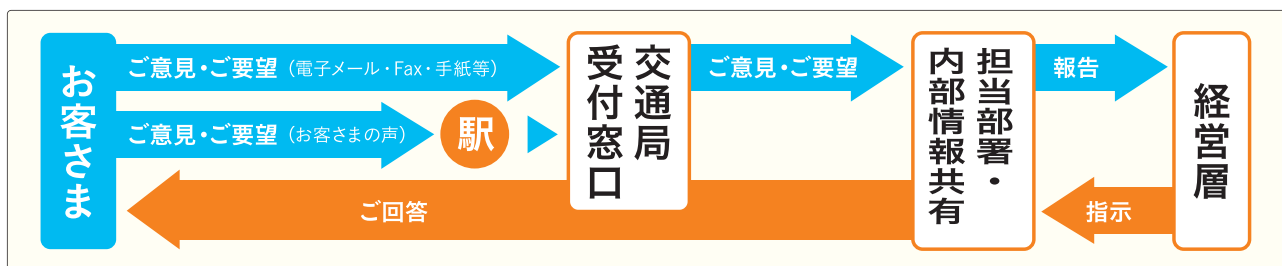 お客さま
ご意見・ご要望（電子メール・Fax・手紙等）
ご意見・ご要望（お客さまの声）
駅
交通局
受付窓口
ご意見・ご要望
担当部署・
内部情報共有
報告
経営層
指示
ご回答